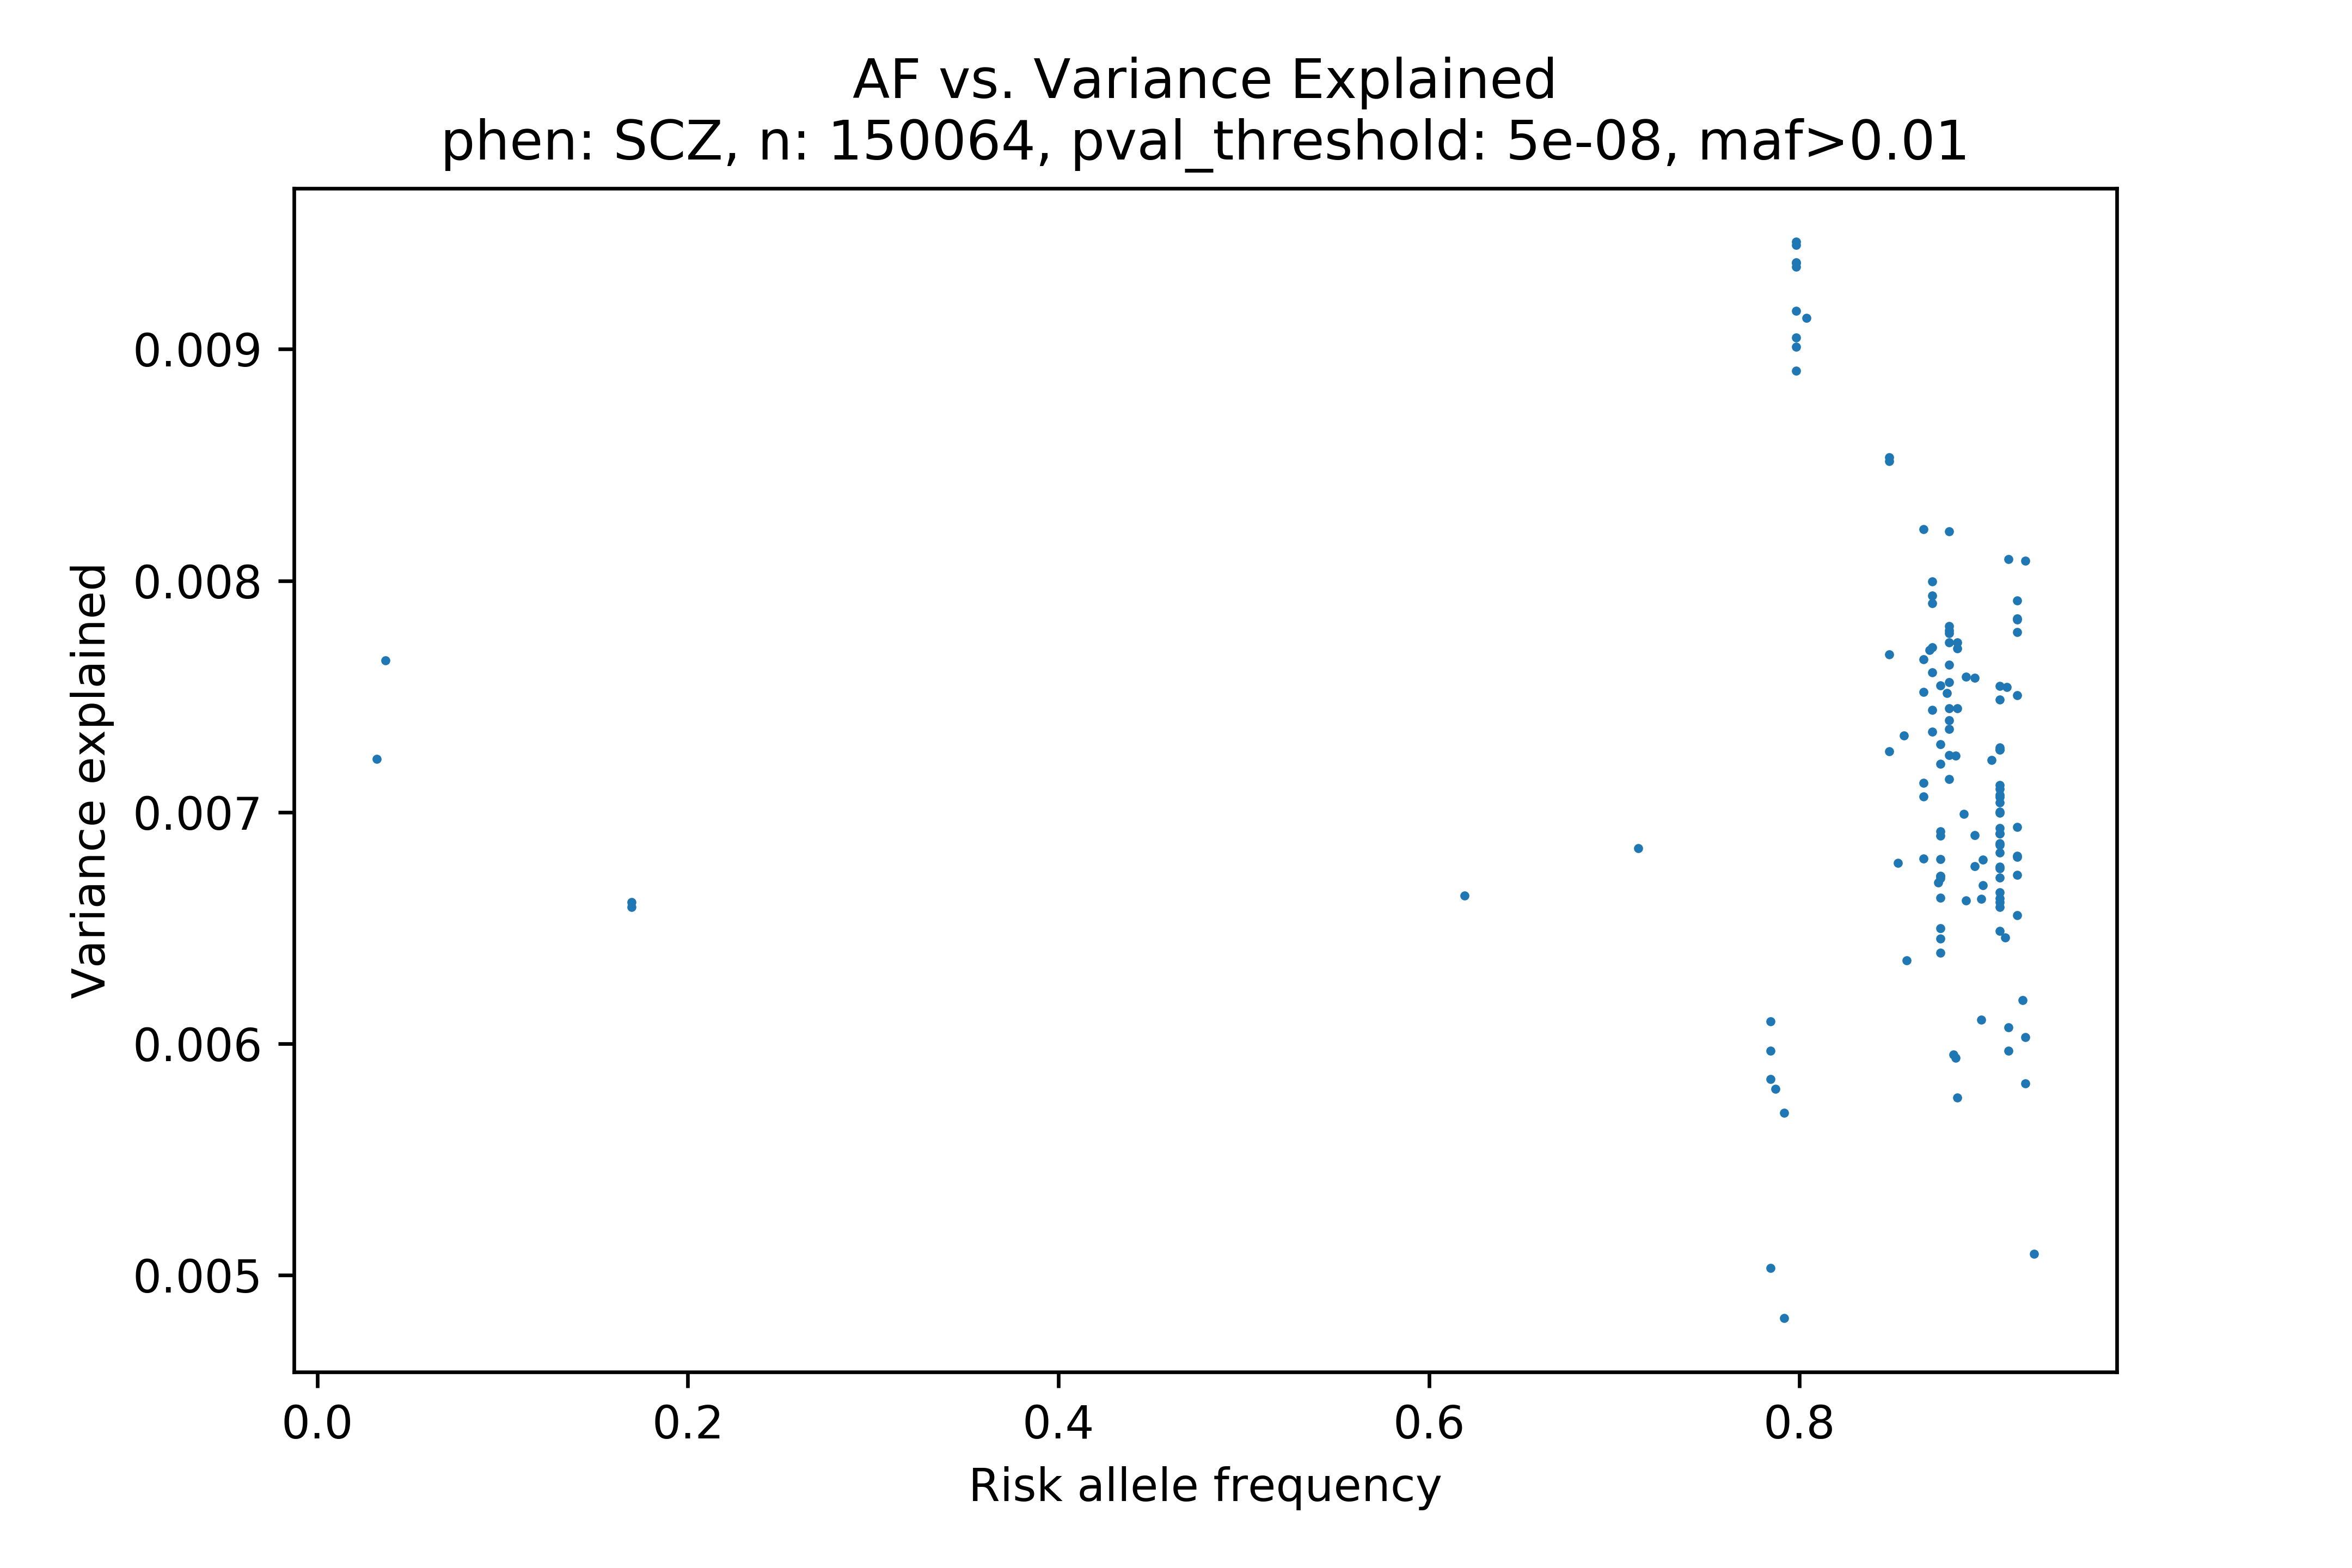 AF vs. Variance Explained
phen: SCZ, n: 150064, pval_threshold: 5e-08, maf>0.01
Variance explained
0.009
0.008
0.007
0.006
0.005
0.0 0.2 0.4 0.6 0.8
Risk allele frequency